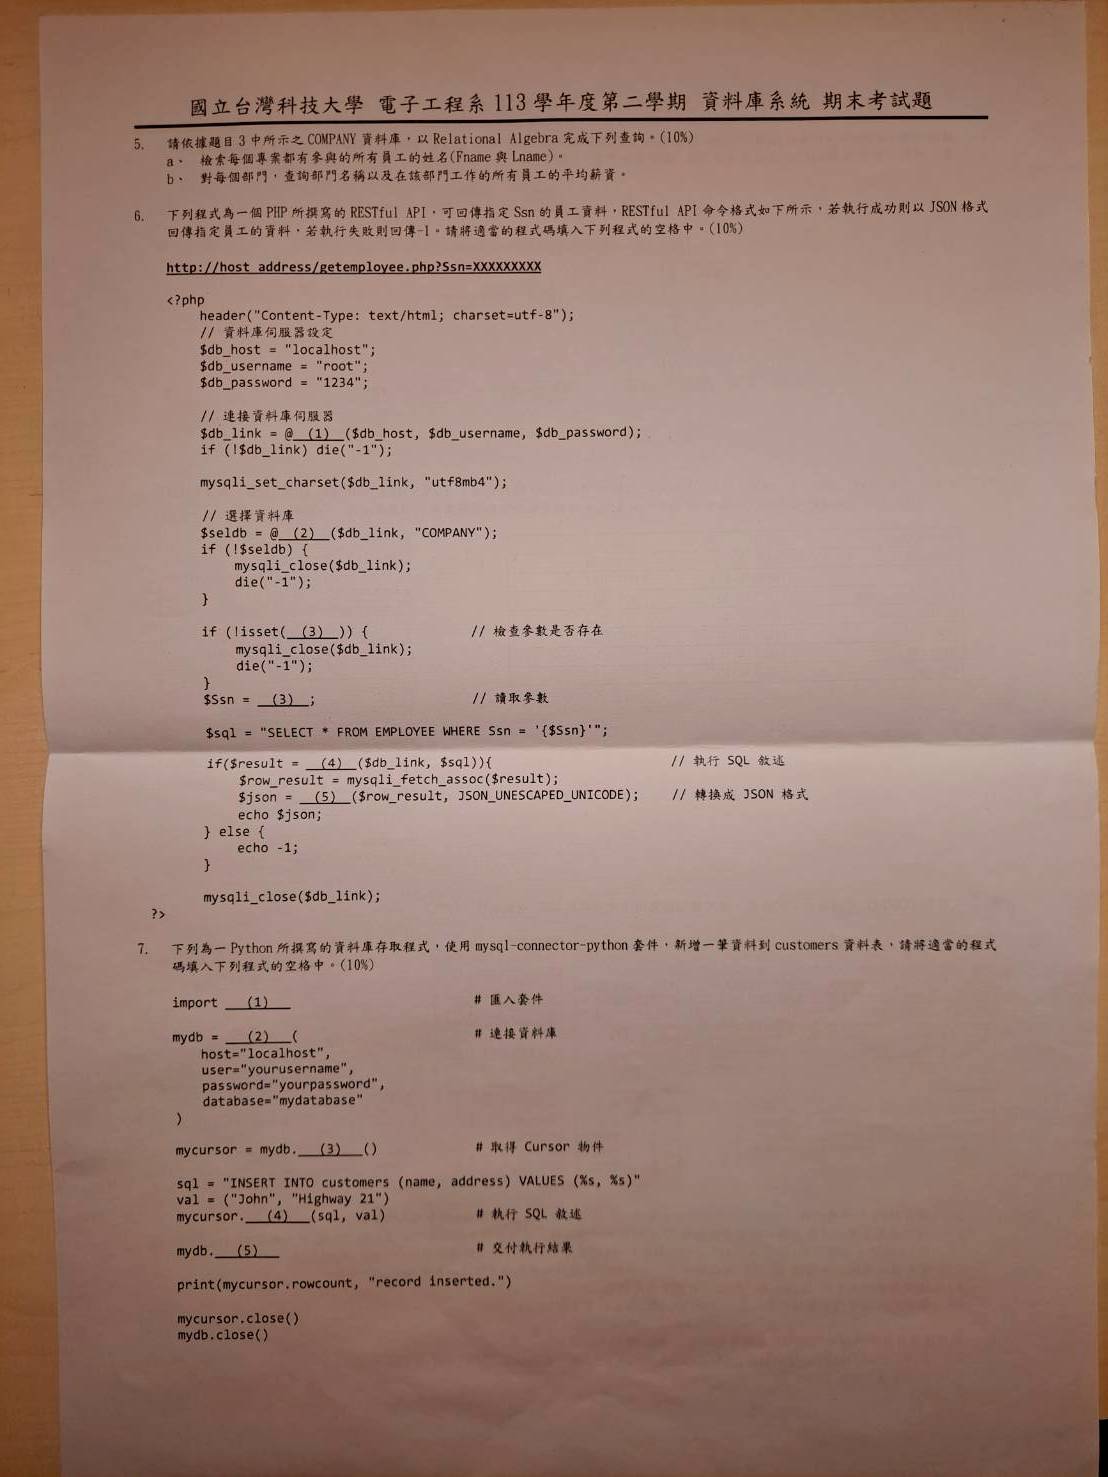 國立台灣科技大學 電子工程系 113 學年度第二學期 資料庫系統 期末考試題
5. 請依據題目 3 中所示之 COMPANY 資料庫，以 Relational Algebra 完成下列查詢。(10%)
a、 檢索每個專案都有參與的所有員工的姓名(Fname 與 Lname)。
b、 對每個部門，查詢部門名稱以及在該部門工作的所有員工的平均薪資。
6. 下列程式為一個 PHP 所撰寫的 RESTful API，可回傳指定 Ssn 的員工資料，RESTful API 命令格式如下所示，若執行成功則以 JSON 格式
回傳指定員工的資料，若執行失敗則回傳-1。請將適當的程式碼填入下列程式的空格中。(10%)
http://host address/getemployee.php?Ssn=XXXXXXXXX
<?php
header("Content-Type: text/html; charset=utf-8");
// 資料庫伺服器設定
$db_host = "localhost";
$db_username = "root";
$db_password = "1234";
// 連接資料庫伺服器
$db_link = @__(1)__($db_host, $db_username, $db_password);
if (!$db_link) die("-1");
mysqli_set_charset($db_link, "utf8mb4");
// 選擇資料庫
$seldb = @__(2)__($db_link, "COMPANY");
if (!$seldb) {
mysqli_close($db_link);
die("-1");
}
if (!isset(__(3)__)) { // 檢查參數是否存在
mysqli_close($db_link);
die("-1");
}
$Ssn = __(3)__; // 讀取參數
$sql = "SELECT * FROM EMPLOYEE WHERE Ssn = '{$Ssn}'";
if($result = __(4)__($db_link, $sql)){ // 執行 SQL 敘述
$row_result = mysqli_fetch_assoc($result);
$json = __(5)__($row_result, JSON_UNESCAPED_UNICODE); // 轉換成 JSON 格式
echo $json;
} else {
echo -1;
}
mysqli_close($db_link);
?>
7. 下列為一 Python 所撰寫的資料庫存取程式，使用 mysql-connector-python 套件，新增一筆資料到 customers 資料表，請將適當的程式
碼填入下列程式的空格中。(10%)
import ___(1)___ # 匯入套件
mydb = ___(2)___( # 連接資料庫
host="localhost",
user="yourusername",
password="yourpassword",
database="mydatabase"
)
mycursor = mydb.___(3)___() # 取得 Cursor 物件
sql = "INSERT INTO customers (name, address) VALUES (%s, %s)"
val = ("John", "Highway 21")
mycursor.___(4)___(sql, val) # 執行 SQL 敘述
mydb.___(5)___ # 交付執行結果
print(mycursor.rowcount, "record inserted.")
mycursor.close()
mydb.close()